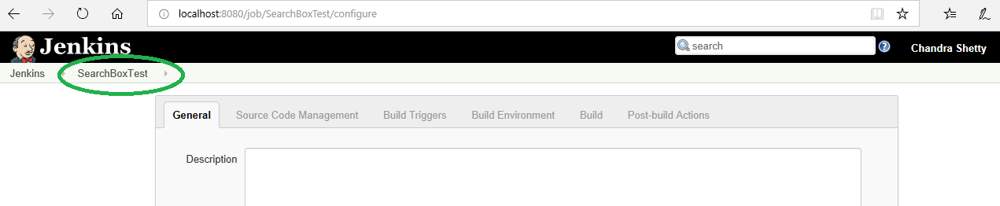 localhost:8080/job/SearchBoxTest/configure
Jenkins
search
?
Chandra Shetty
Jenkins
SearchBoxTest
General
Source Code Management
Build Triggers
Build Environment
Build
Post-build Actions
Description